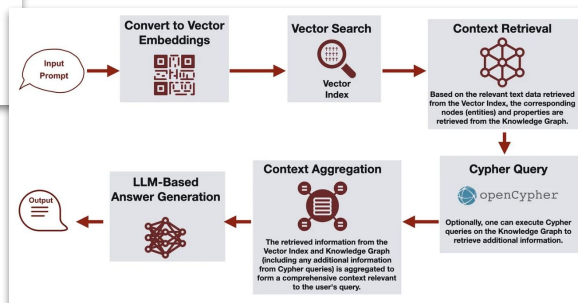 Input
Prompt
Convert to Vector
Embeddings
Vector Search
Vector
Index
Context Retrieval
Based on the relevant text data retrieved
from the Vector Index, the corresponding
nodes (entities) and properties are
retrieved from the Knowledge Graph.
Cypher Query
openCypher
Optionally, one can execute Cypher
queries on the Knowledge Graph to
retrieve additional information.
Context Aggregation
The retrieved information from the
Vector Index and Knowledge Graph
(including any additional information
from Cypher queries) is aggregated to
form a comprehensive context relevant
to the user's query.
LLM-Based
Answer Generation
Output